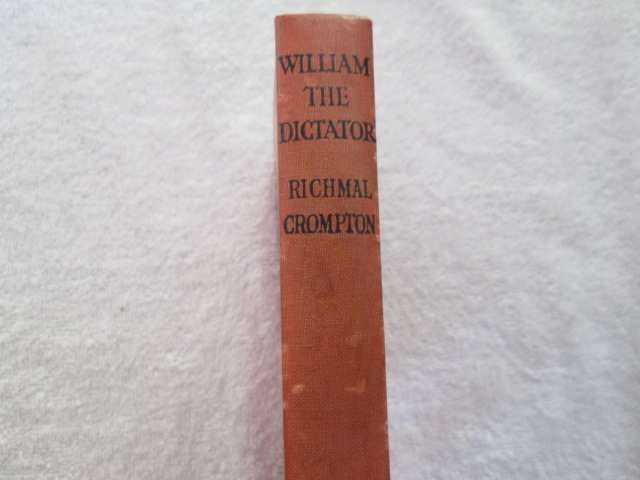 WILLIAM
THE
DICTATOR
RICHMAL
CROMPTON